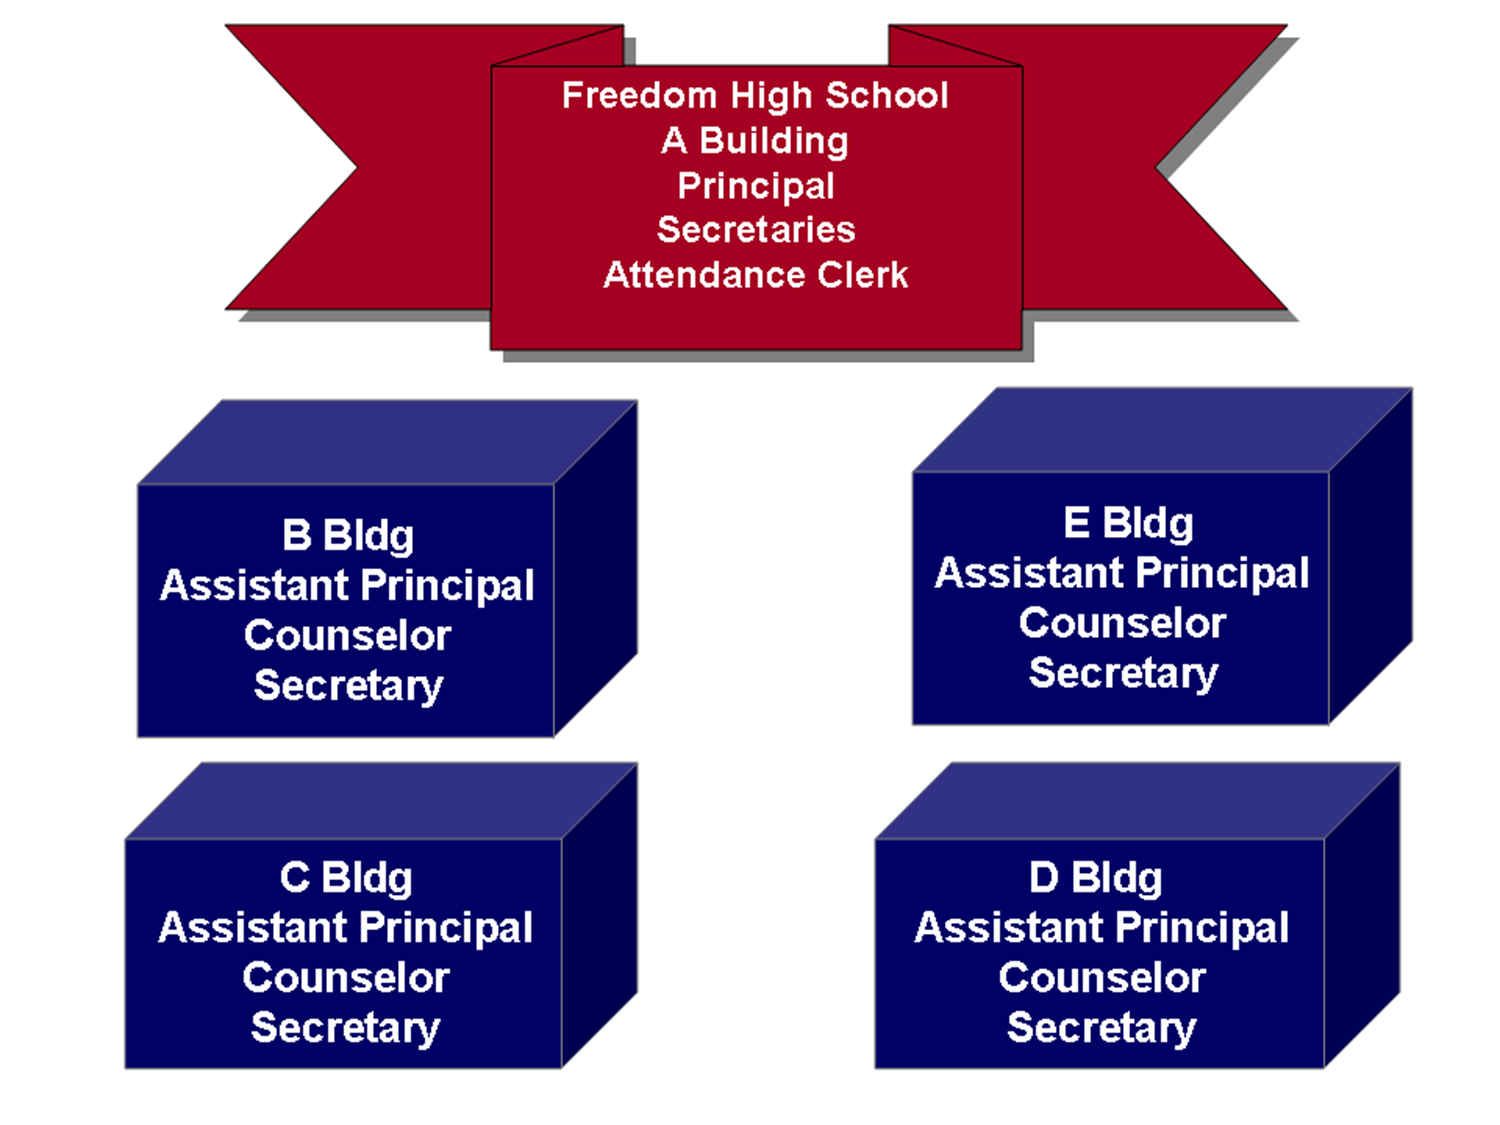 Freedom High School
A Building
Principal
Secretaries
Attendance Clerk
B Bldg
Assistant Principal
Counselor
Secretary
E Bldg
Assistant Principal
Counselor
Secretary
C Bldg
Assistant Principal
Counselor
Secretary
D Bldg
Assistant Principal
Counselor
Secretary